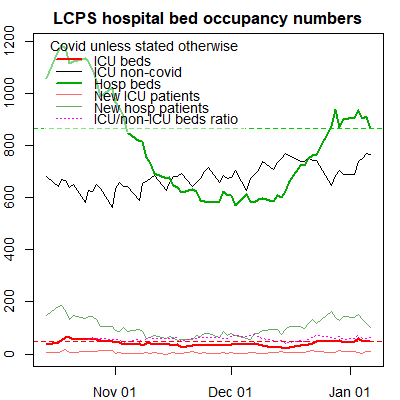 LCPS hospital bed occupancy numbers
Covid unless stated otherwise
ICU beds
ICU non-covid
Hosp beds
New ICU patients
New hosp patients
ICU/non-ICU beds ratio
1200
1000
800
600
400
200
0
Nov 01 Dec 01 Jan 01